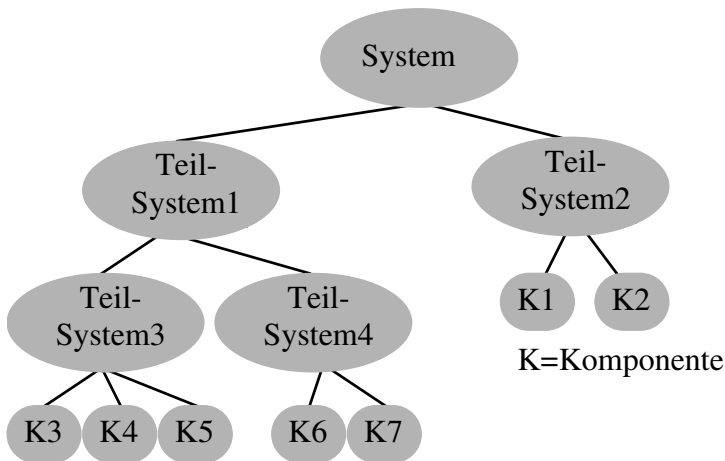 System
Teil-
System1
Teil-
System2
Teil-
System3
Teil-
System4
K1
K2
K=Komponente
K3
K4
K5
K6
K7